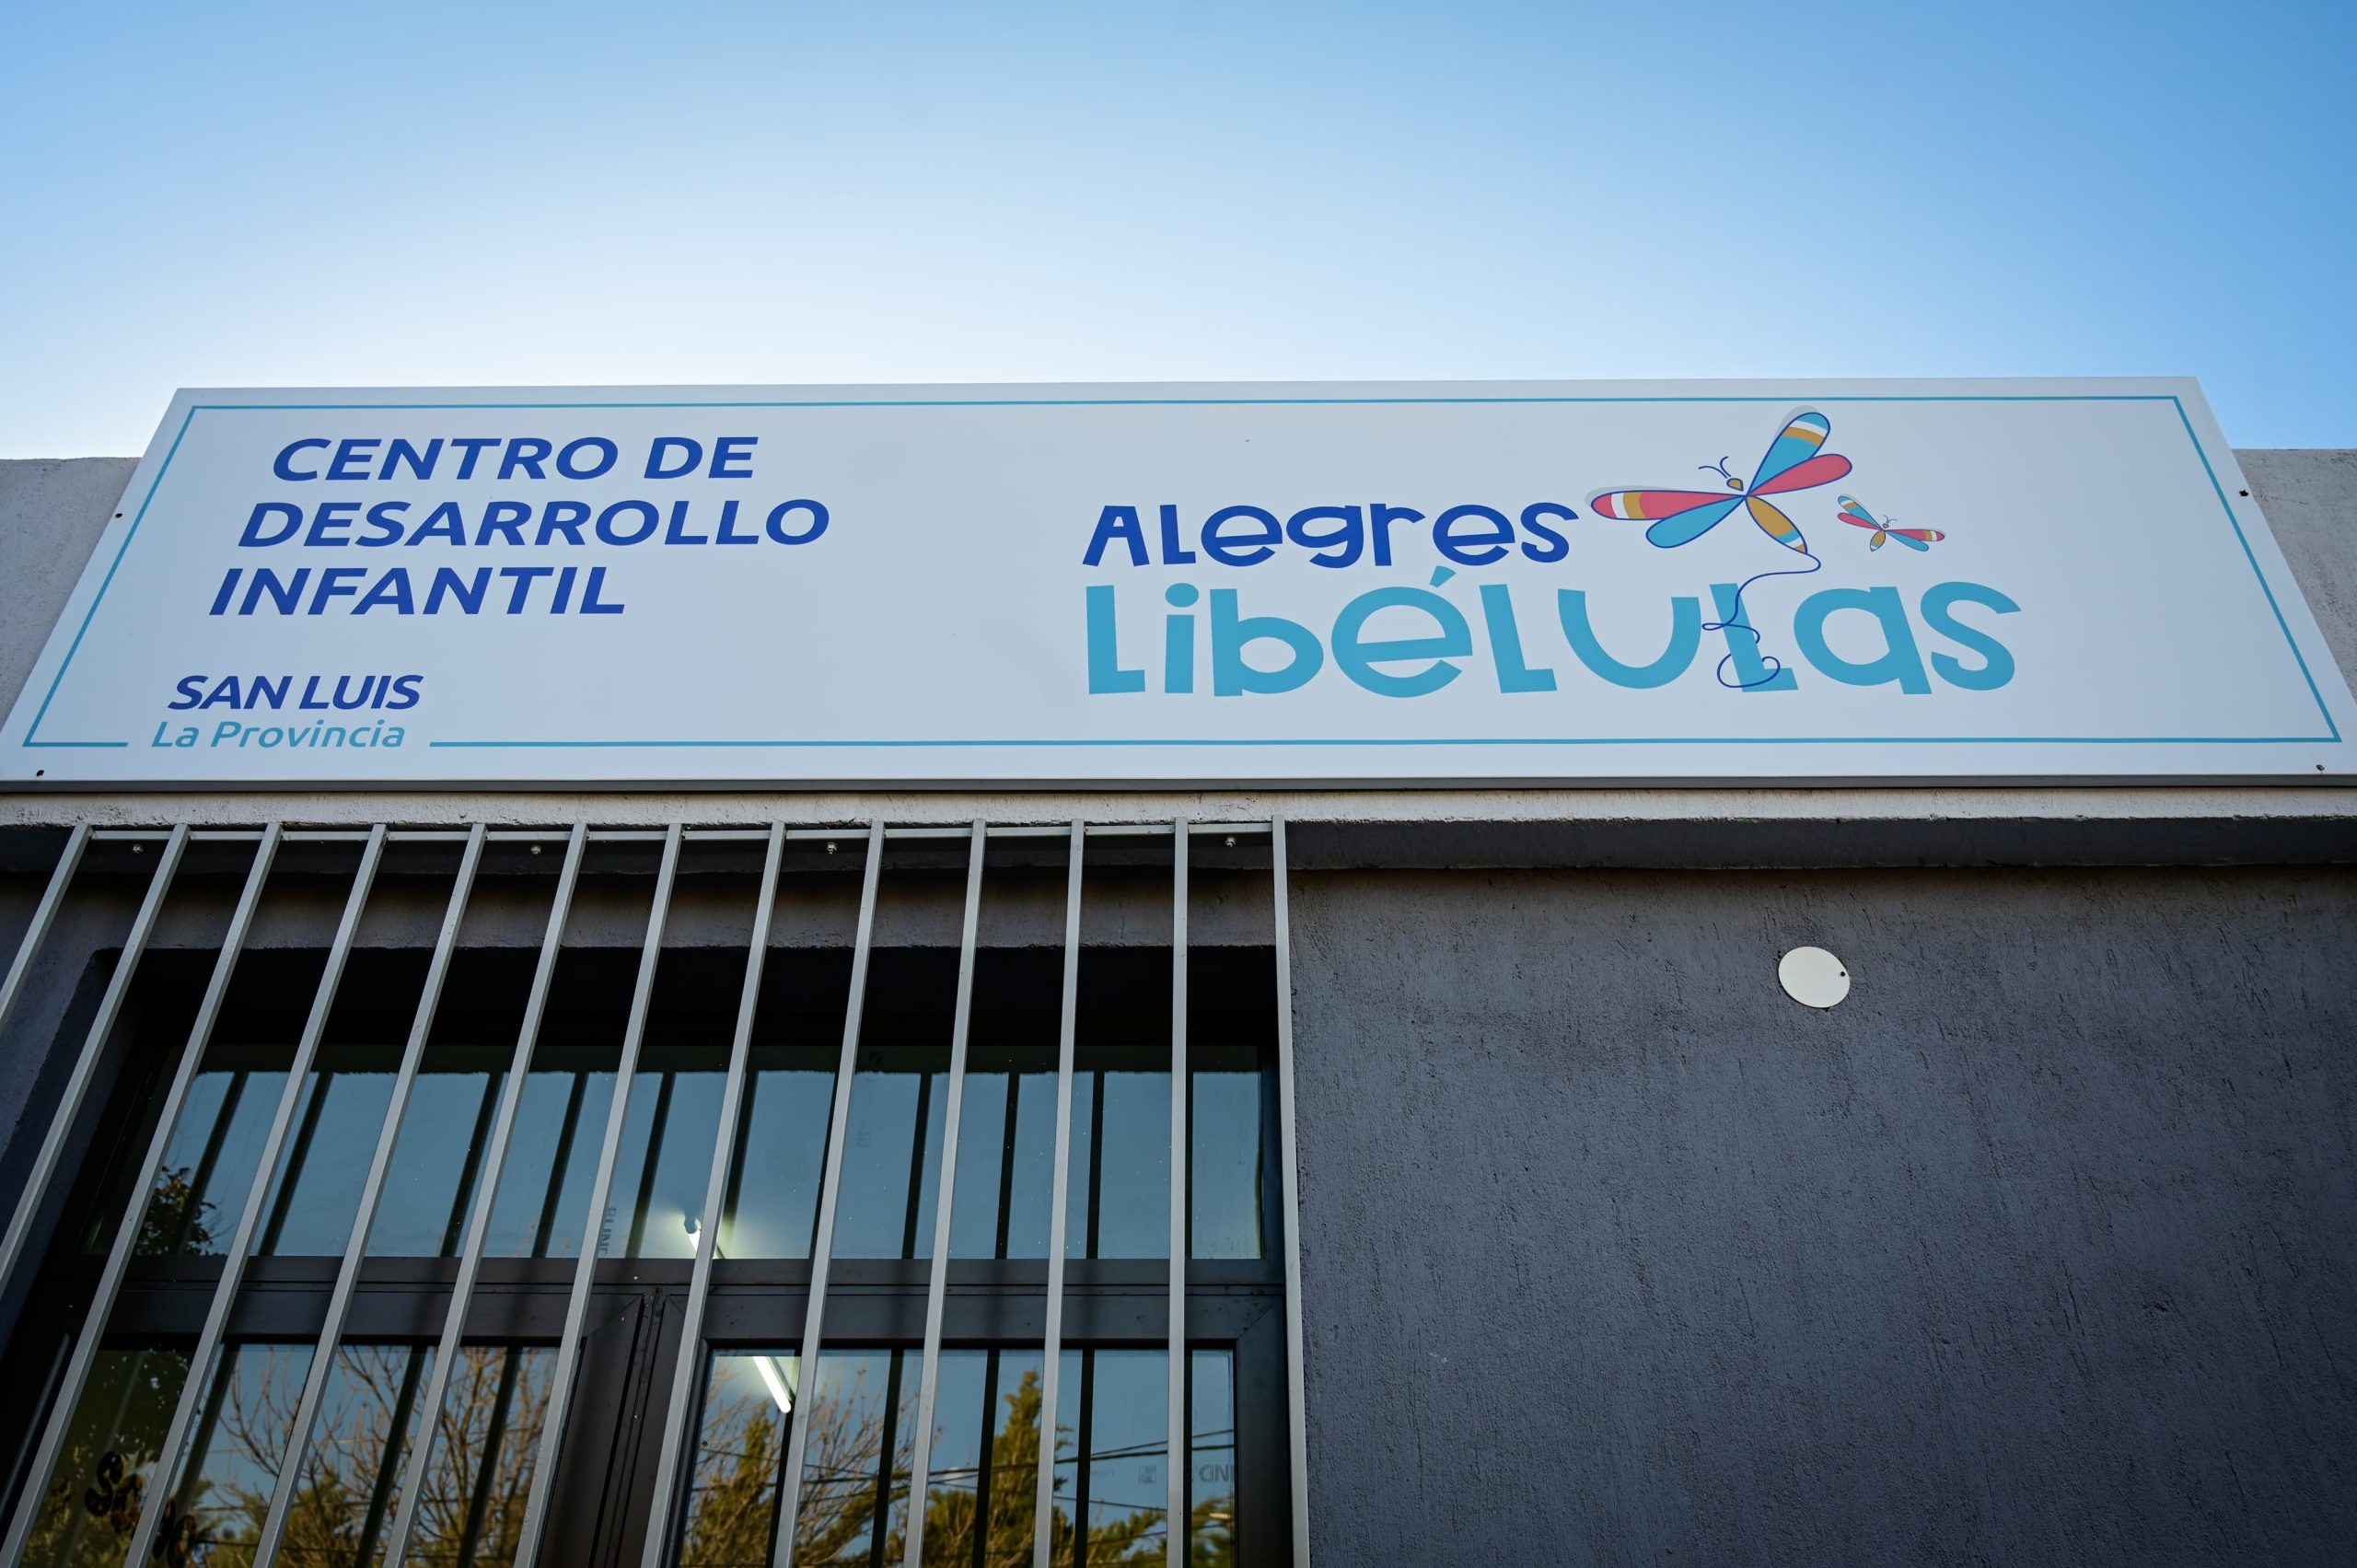 CENTRO DE
DESARROLLO
INFANTIL
SAN LUIS
La Provincia
ALegres
LibéLuLas